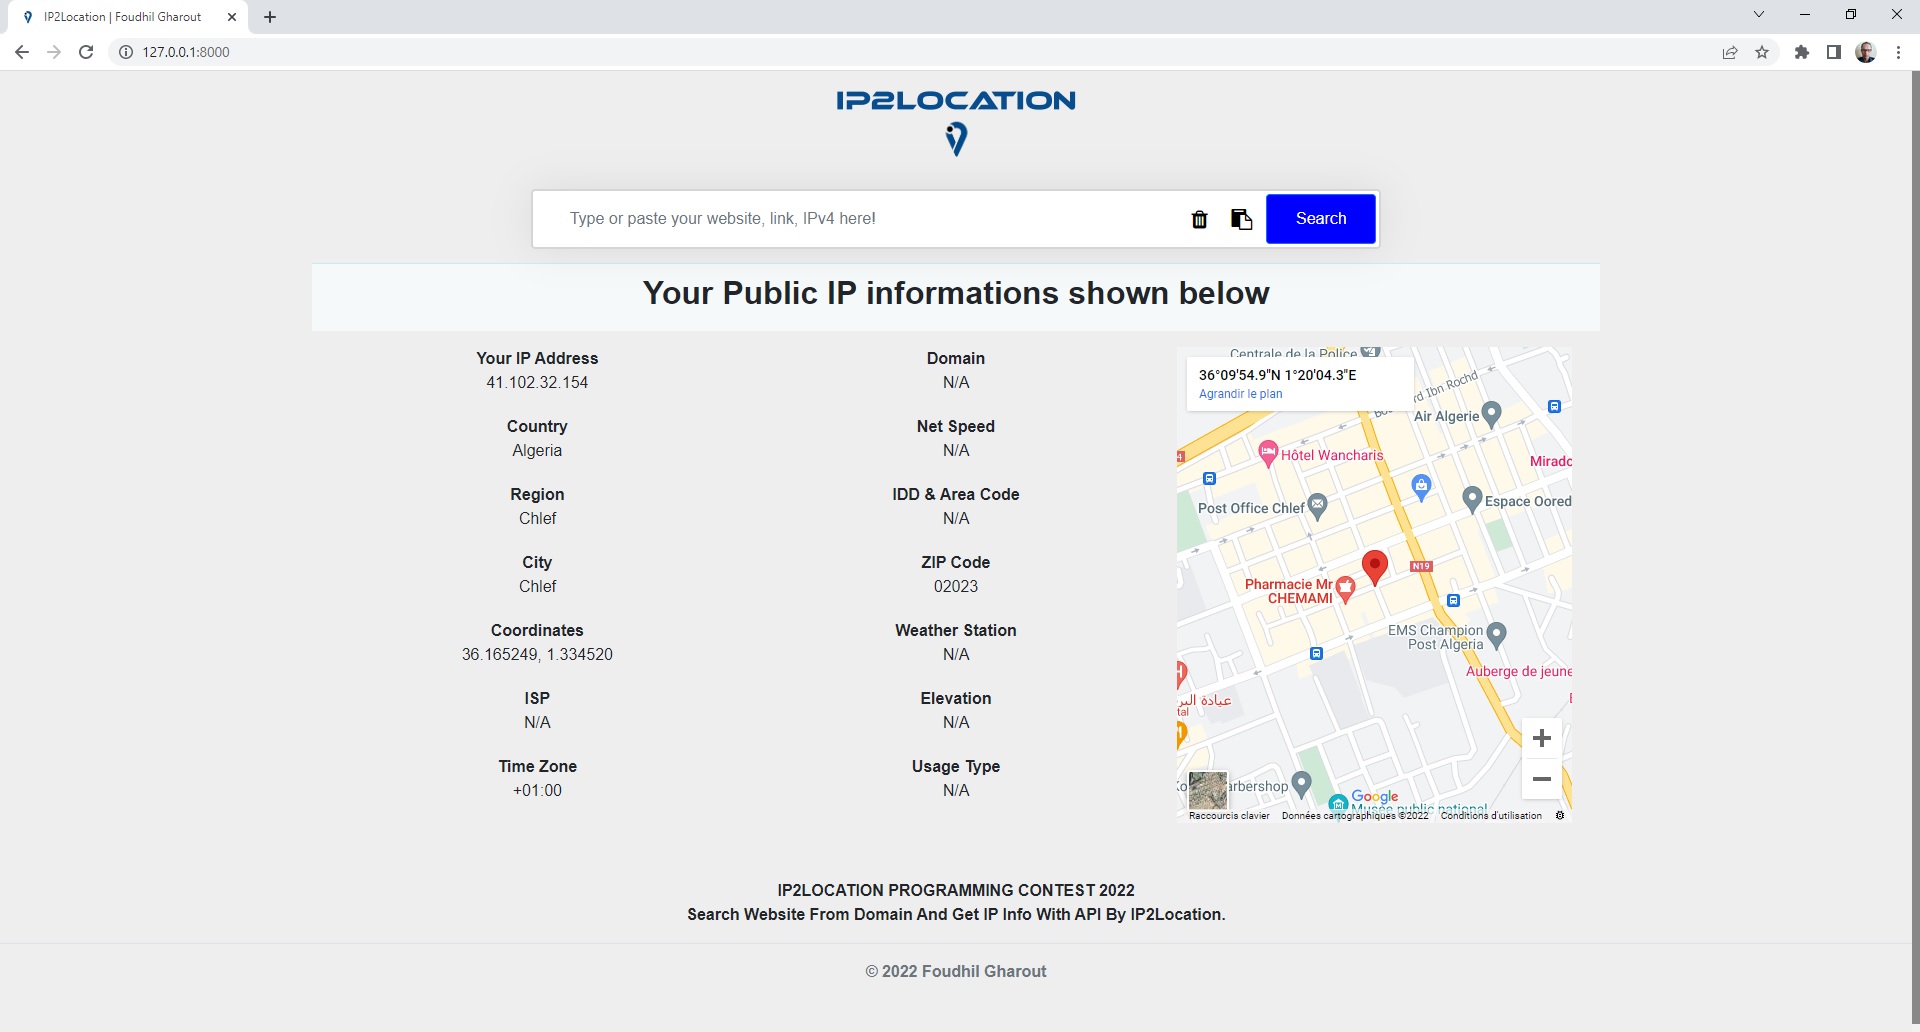 IP2Location | Foudhil Gharout
127.0.0.1:8000
IP2LOCATION
Type or paste your website, link, IPv4 here!
Search
Your Public IP informations shown below
Your IP Address
41.102.32.154
Country
Algeria
Region
Chlef
City
Chlef
Coordinates
36.165249, 1.334520
ISP
N/A
Time Zone
+01:00
Domain
N/A
Net Speed
N/A
IDD & Area Code
N/A
ZIP Code
02023
Weather Station
N/A
Elevation
N/A
Usage Type
N/A
Centrale de la Police
36°09'54.9"N 1°20'04.3"E
Agrandir le plan
rd Ibn Rochd
Air Algerie
Hôtel Wancharis
Mirado
4
Post Office Chlef
Espace Oored
N19
Pharmacie Mr
CHEMAMI
EMS Champion
Post Algeria
Auberge de jeune
عيادة البر
tal
arbershop
Google
Musée public national
Raccourcis clavier
Données cartographiques ©2022
Conditions d'utilisation
IP2LOCATION PROGRAMMING CONTEST 2022
Search Website From Domain And Get IP Info With API By IP2Location.
© 2022 Foudhil Gharout